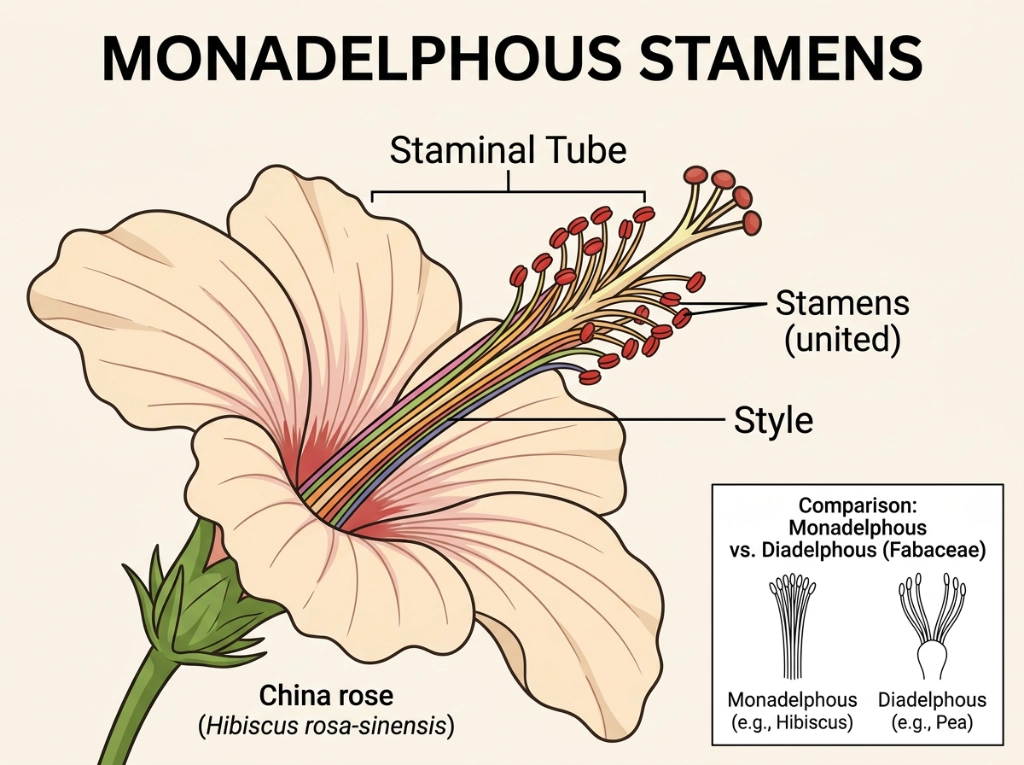 MONADELPHOUS STAMENS
Staminal Tube
Stamens
(united)
Style
Comparison:
Monadelphous
vs. Diadelphous (Fabaceae)
Monadelphous
(e.g., Hibiscus)
Diadelphous
(e.g., Pea)
China rose
(Hibiscus rosa-sinensis)